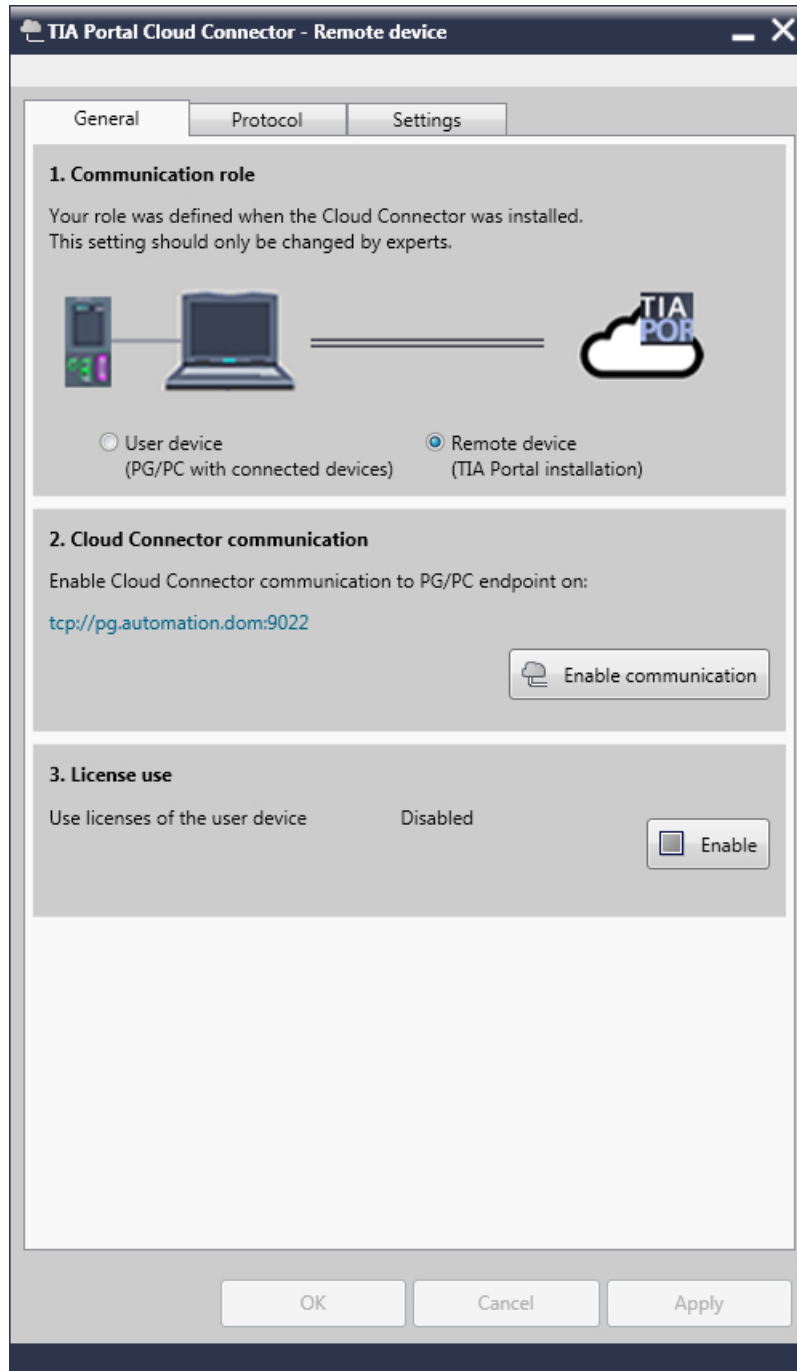 TIA Portal Cloud Connector - Remote device
General
Protocol
Settings
1. Communication role
Your role was defined when the Cloud Connector was installed.
This setting should only be changed by experts.
TIA
POR
User device
(PG/PC with connected devices)
Remote device
(TIA Portal installation)
2. Cloud Connector communication
Enable Cloud Connector communication to PG/PC endpoint on:
tcp://pg.automation.dom:9022
Enable communication
3. License use
Use licenses of the user device
Disabled
Enable
OK
Cancel
Apply